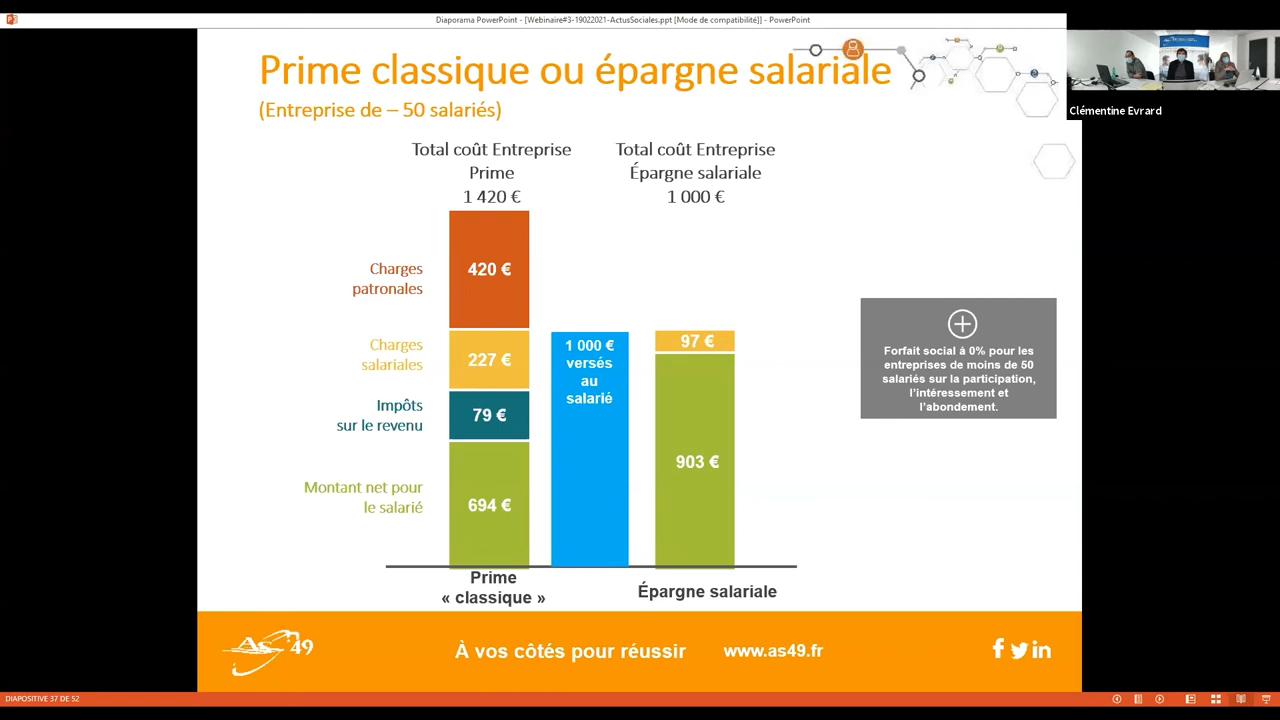 Diaporama PowerPoint - [Webinaire#3-19022021-ActusSociales.ppt [Mode de compatibilité]] - PowerPoint
Clémentine Evrard
Prime classique ou épargne salariale
(Entreprise de – 50 salariés)
Total coût Entreprise
Prime
1 420 €
Total coût Entreprise
Épargne salariale
1 000 €
Charges
patronales
420 €
Charges
salariales
227 €
Impôts
sur le revenu
79 €
Montant net pour
le salarié
694 €
1 000 €
versés
au
salarié
97 €
903 €
Forfait social à 0% pour les
entreprises de moins de 50
salariés sur la participation,
l'intéressement et
l'abondement.
Prime
« classique »
Épargne salariale
As 49
À vos côtés pour réussir
www.as49.fr
DIAPOSITIVE 37 DE 52